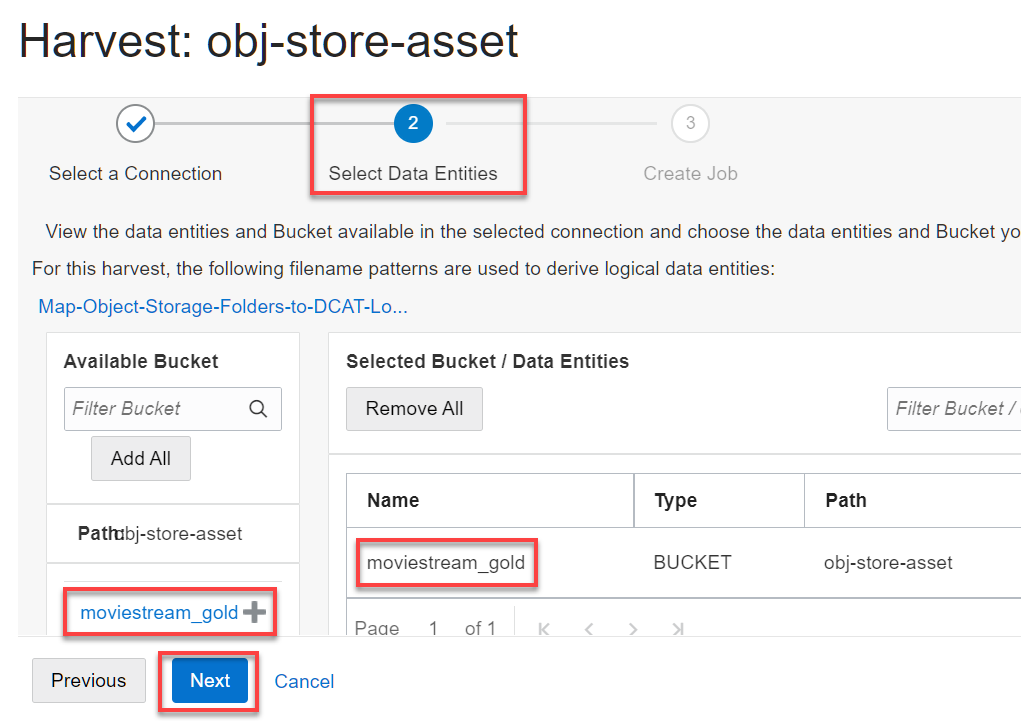 Harvest: obj-store-asset
2
3
Select a Connection
Select Data Entities
Create Job
View the data entities and Bucket available in the selected connection and choose the data entities and Bucket yo
For this harvest, the following filename patterns are used to derive logical data entities:
Map-Object-Storage-Folders-to-DCAT-Lo...
Available Bucket
Filter Bucket
Add All
Path: obj-store-asset
moviestream_gold
Selected Bucket / Data Entities
Remove All
Filter Bucket /
Name Type Path
moviestream_gold BUCKET obj-store-asset
Page 1 of 1
Previous Next Cancel